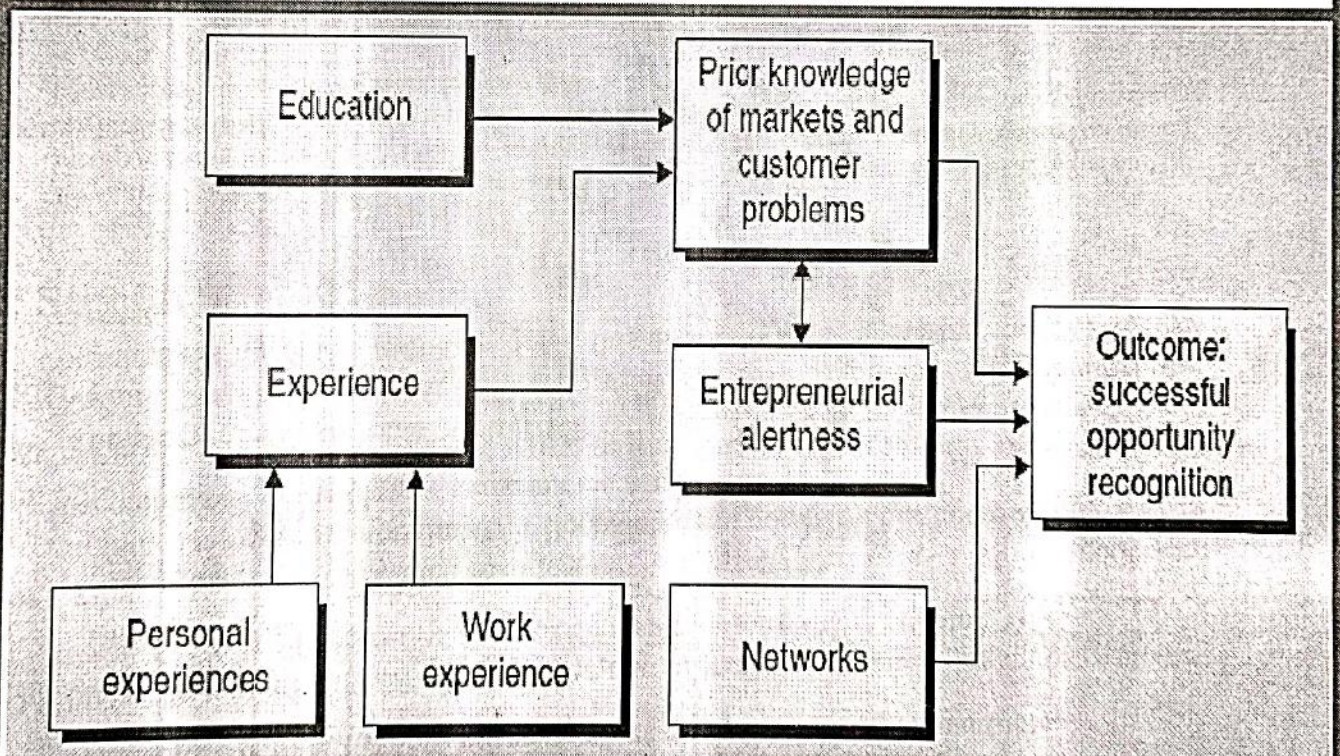 Education
Prior knowledge
of markets and
customer
problems
Experience
Entrepreneurial
alertness
Outcome:
successful
opportunity
recognition
Personal
experiences
Work
experience
Networks